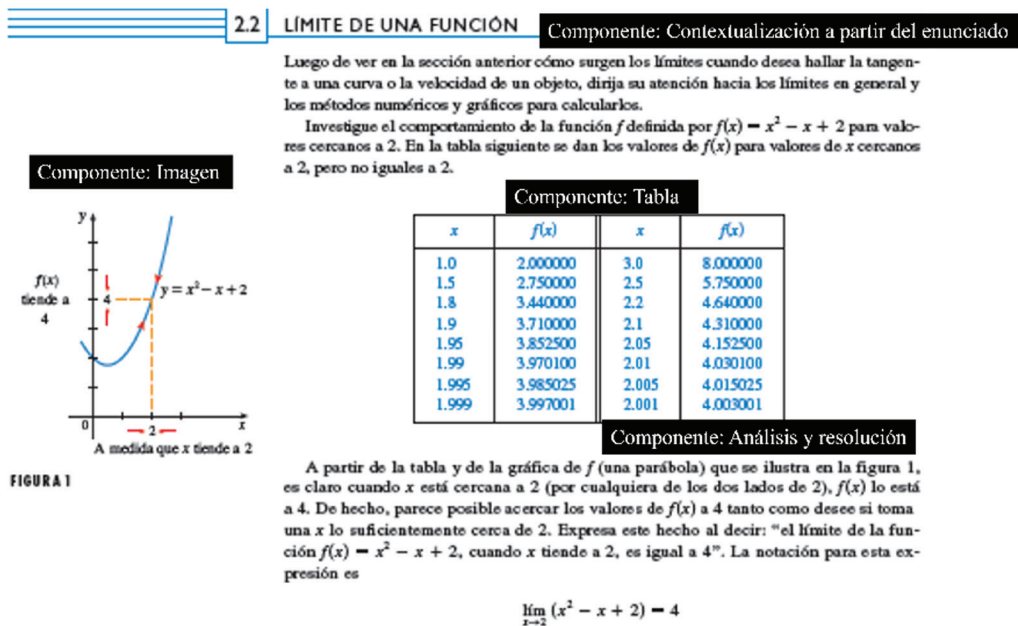 2.2 LÍMITE DE UNA FUNCIÓN
Componente: Contextualización a partir del enunciado
Luego de ver en la sección anterior cómo surgen los límites cuando desea hallar la tangen-
te a una curva o la velocidad de un objeto, dirija su atención hacia los límites en general y
los métodos numéricos y gráficos para calcularlos.
Investigue el comportamiento de la función f definida por f(x) = x² − x + 2 para valo-
res cercanos a 2. En la tabla siguiente se dan los valores de f(x) para valores de x cercanos
a 2, pero no iguales a 2.
Componente: Imagen
y
f(x)
tiende a
4
4
y = x² − x + 2
0
2
x
A medida que x tiende a 2
FIGURA 1
Componente: Tabla
x f(x) x f(x)
1.0 2.000000 3.0 8.000000
1.5 2.750000 2.5 5.750000
1.8 3.440000 2.2 4.640000
1.9 3.710000 2.1 4.310000
1.95 3.852500 2.05 4.152500
1.99 3.970100 2.01 4.030100
1.995 3.985025 2.005 4.015025
1.999 3.997001 2.001 4.003001
Componente: Análisis y resolución
A partir de la tabla y de la gráfica de f (una parábola) que se ilustra en la figura 1,
es claro cuando x está cercana a 2 (por cualquiera de los dos lados de 2), f(x) lo está
a 4. De hecho, parece posible acercar los valores de f(x) a 4 tanto como desee si toma
una x lo suficientemente cerca de 2. Expresa este hecho al decir: “el límite de la fun-
ción f(x) = x² − x + 2, cuando x tiende a 2, es igual a 4”. La notación para esta ex-
presión es
lím (x² − x + 2) = 4
x→2